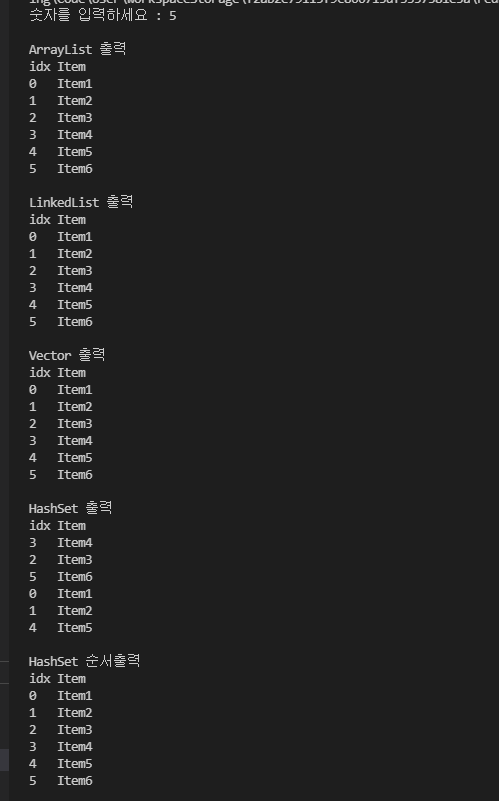 숫자를 입력하세요 : 5
ArrayList 출력
idx Item
0 Item1
1 Item2
2 Item3
3 Item4
4 Item5
5 Item6
LinkedList 출력
idx Item
0 Item1
1 Item2
2 Item3
3 Item4
4 Item5
5 Item6
Vector 출력
idx Item
0 Item1
1 Item2
2 Item3
3 Item4
4 Item5
5 Item6
HashSet 출력
idx Item
3 Item4
2 Item3
5 Item6
0 Item1
1 Item2
4 Item5
HashSet 순서출력
idx Item
0 Item1
1 Item2
2 Item3
3 Item4
4 Item5
5 Item6